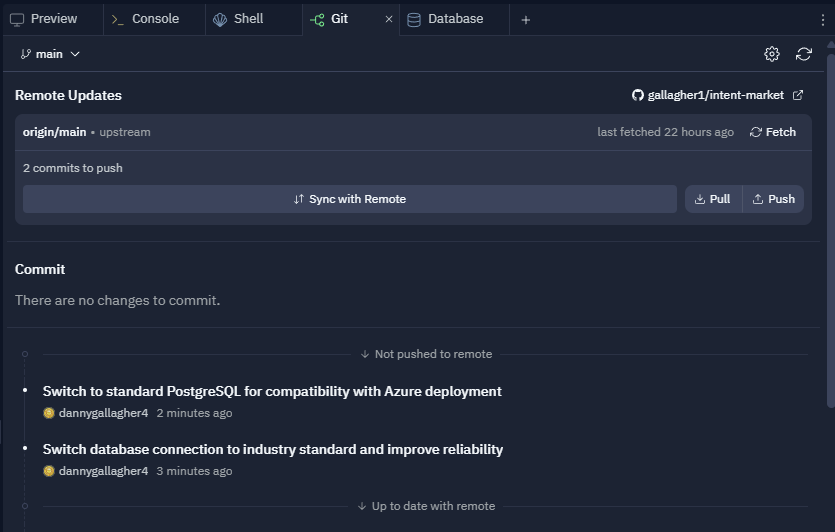 Preview
Console
Shell
Git
Database
main
Remote Updates
gallagher1/intent-market
origin/main • upstream
last fetched 22 hours ago
Fetch
2 commits to push
Sync with Remote
Pull
Push
Commit
There are no changes to commit.
Not pushed to remote
Switch to standard PostgreSQL for compatibility with Azure deployment
dannygallagher4 2 minutes ago
Switch database connection to industry standard and improve reliability
dannygallagher4 3 minutes ago
Up to date with remote